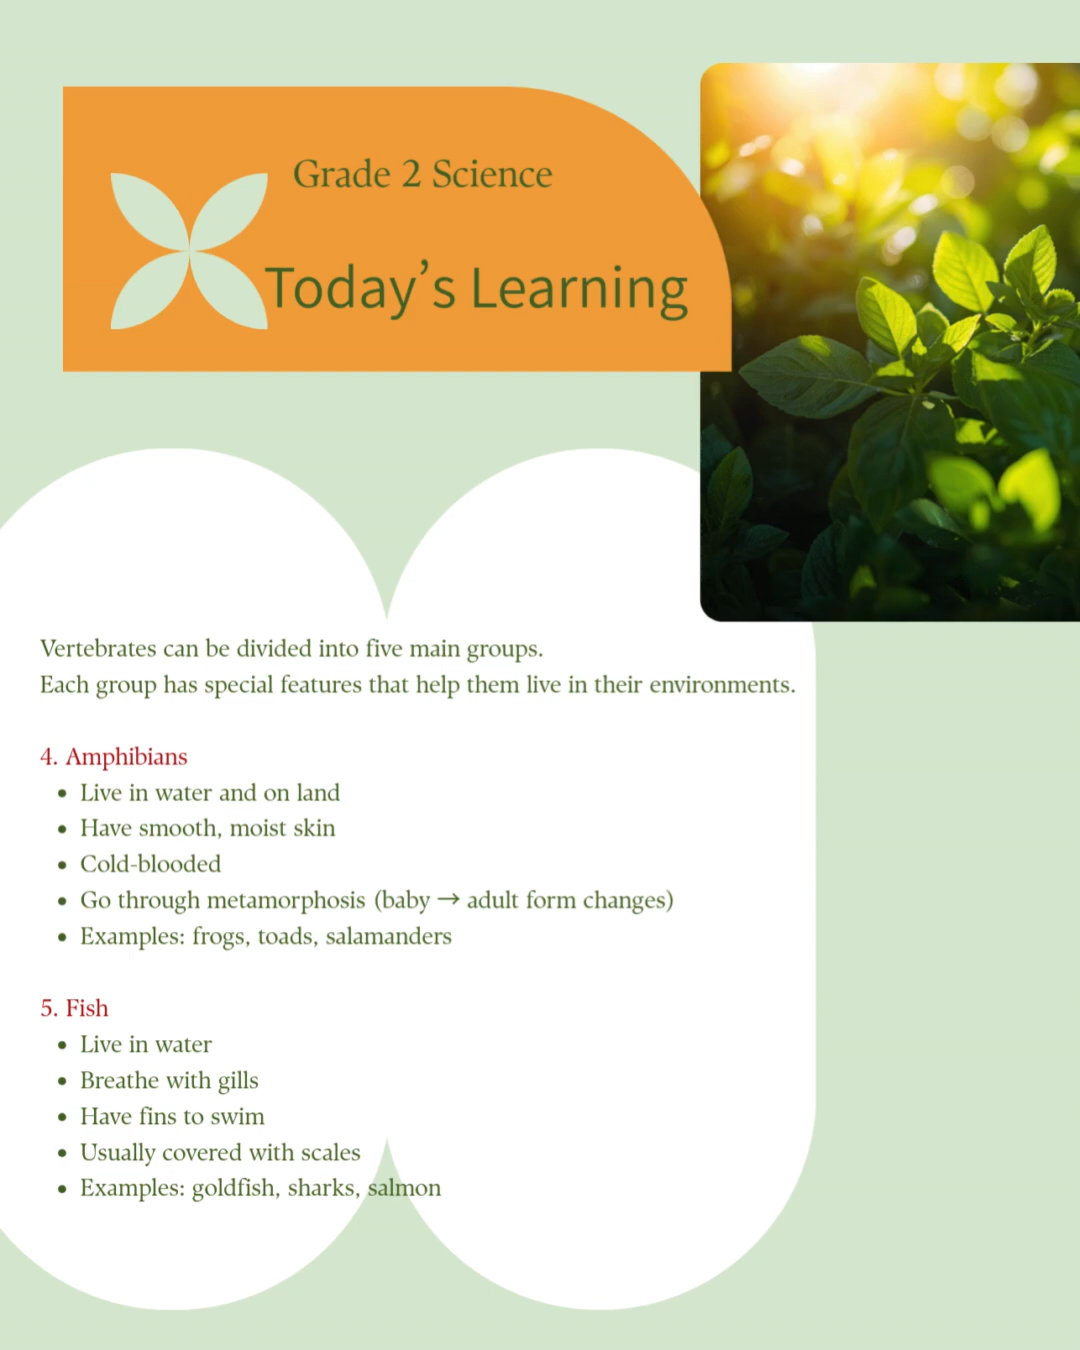 Grade 2 Science
Today’s Learning
Vertebrates can be divided into five main groups.
Each group has special features that help them live in their environments.
4. Amphibians
• Live in water and on land
• Have smooth, moist skin
• Cold-blooded
• Go through metamorphosis (baby → adult form changes)
• Examples: frogs, toads, salamanders
5. Fish
• Live in water
• Breathe with gills
• Have fins to swim
• Usually covered with scales
• Examples: goldfish, sharks, salmon